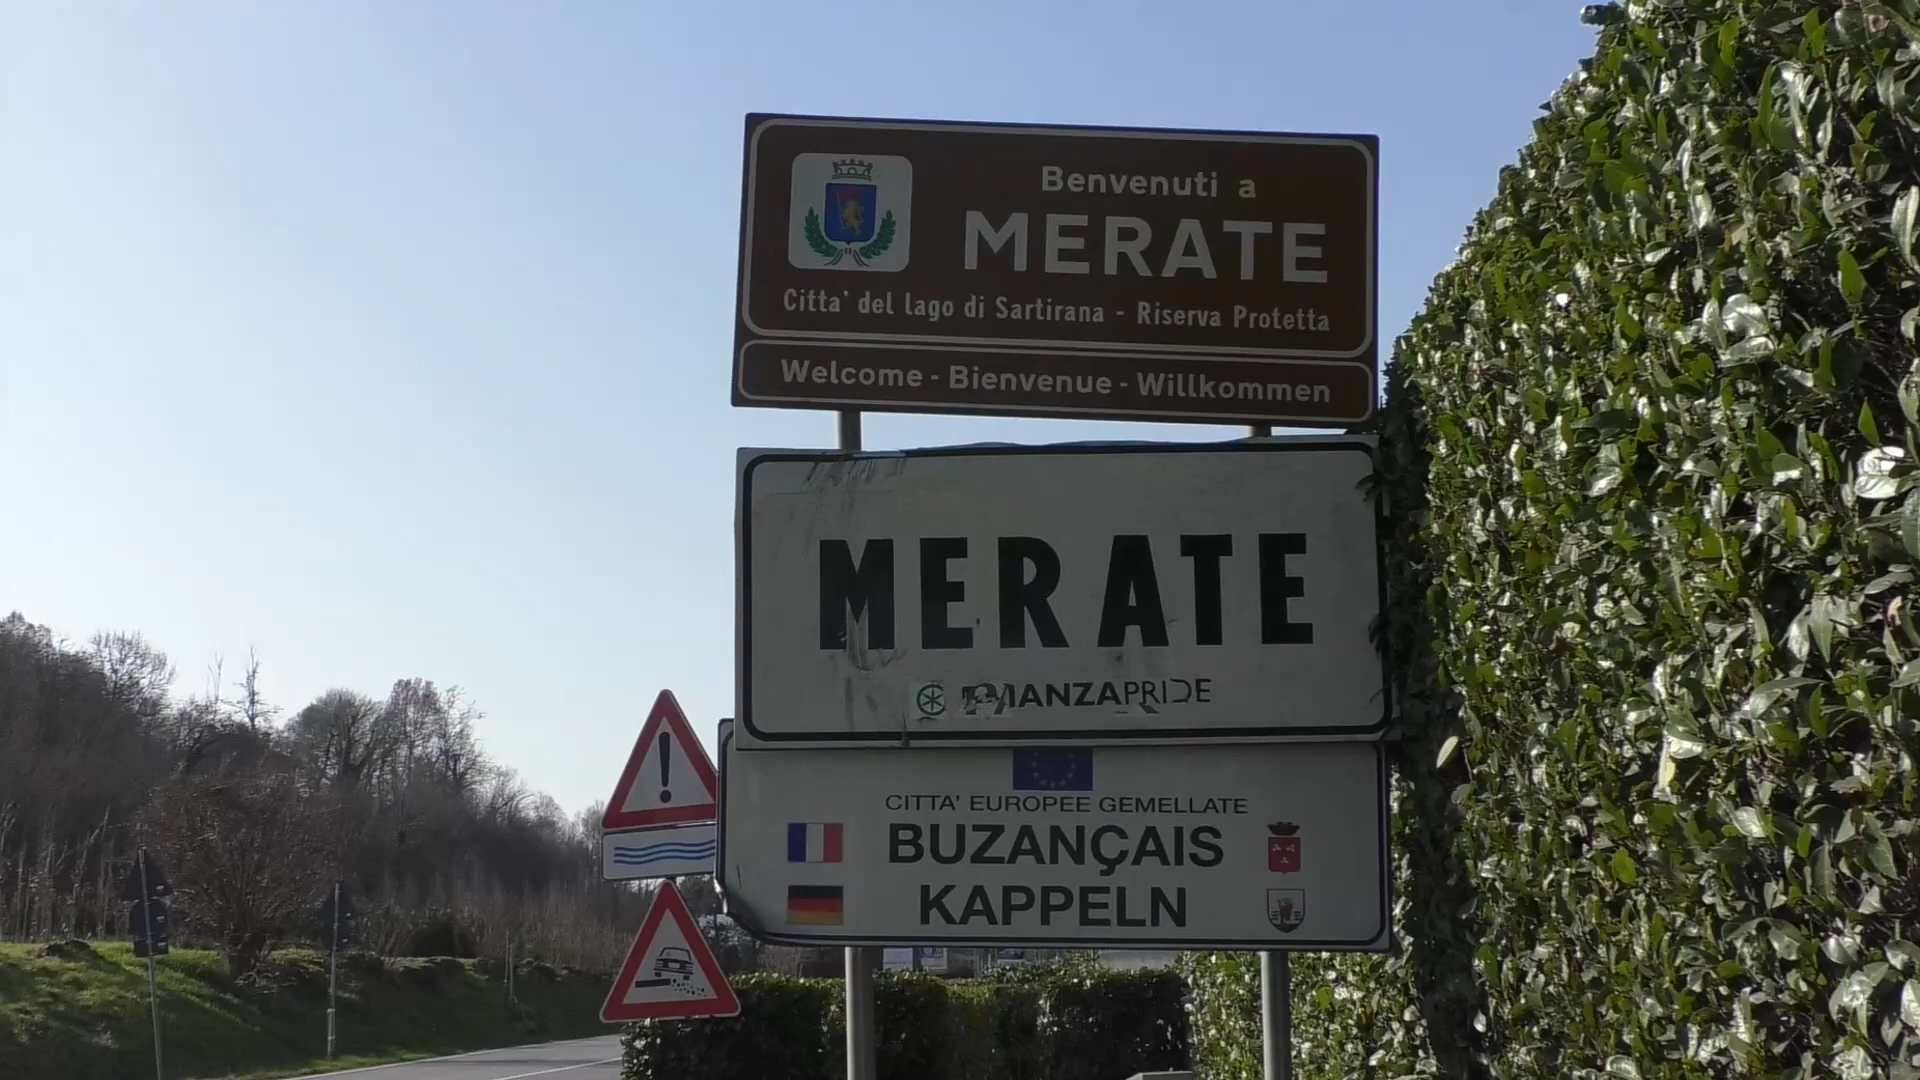 Benvenuti a
MERATE
Citta' del lago di Sartirana - Riserva Protetta
Welcome - Bienvenue - Willkommen
MERATE
CITTA' EUROPEE GEMELLATE
BUZANÇAIS
KAPPELN